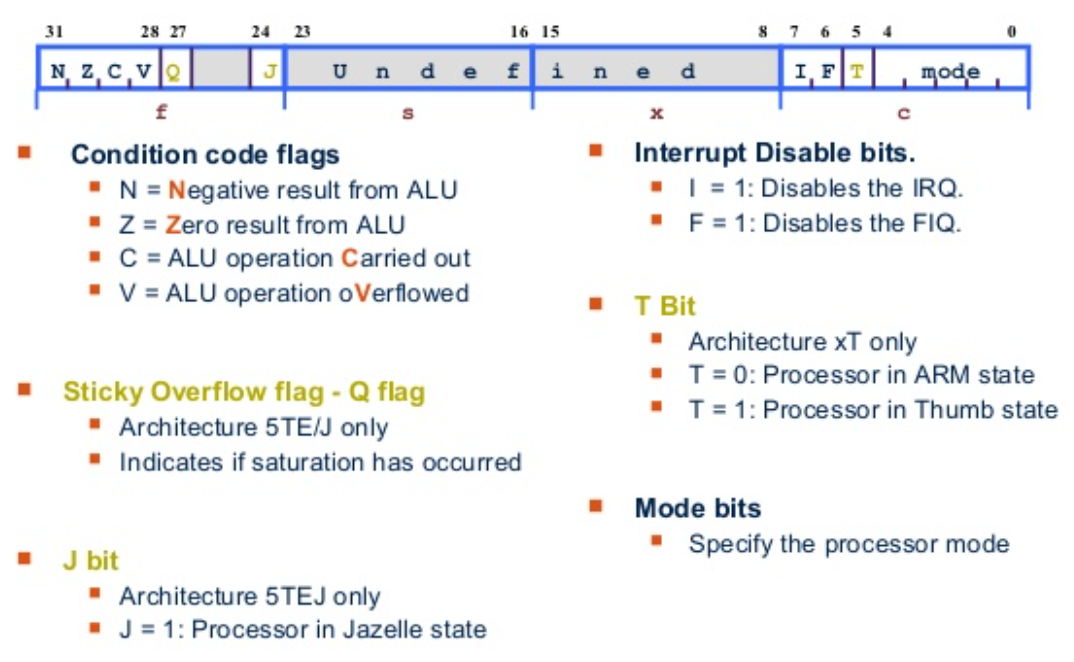 31 28 27 24 23 16 15 8 7 6 5 4 0
N Z C V Q J U n d e f i n e d I F T mode
f s x c
Condition code flags
N = Negative result from ALU
Z = Zero result from ALU
C = ALU operation Carried out
V = ALU operation oVerflowed
Sticky Overflow flag - Q flag
Architecture 5TE/J only
Indicates if saturation has occurred
J bit
Architecture 5TEJ only
J = 1: Processor in Jazelle state
Interrupt Disable bits.
I = 1: Disables the IRQ.
F = 1: Disables the FIQ.
T Bit
Architecture xT only
T = 0: Processor in ARM state
T = 1: Processor in Thumb state
Mode bits
Specify the processor mode